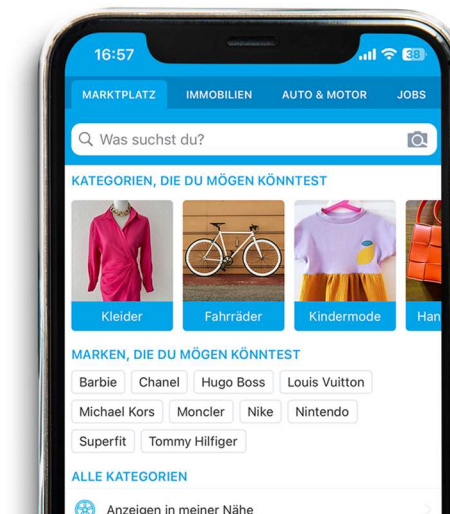 16:57
38
MARKTPLATZ IMMOBILIEN AUTO & MOTOR JOBS
Was suchst du?
KATEGORIEN, DIE DU MÖGEN KÖNNTEST
Kleider Fahrräder Kindermode Han
MARKEN, DIE DU MÖGEN KÖNNTEST
Barbie Chanel Hugo Boss Louis Vuitton
Michael Kors Moncler Nike Nintendo
Superfit Tommy Hilfiger
ALLE KATEGORIEN
Anzeigen in meiner Nähe